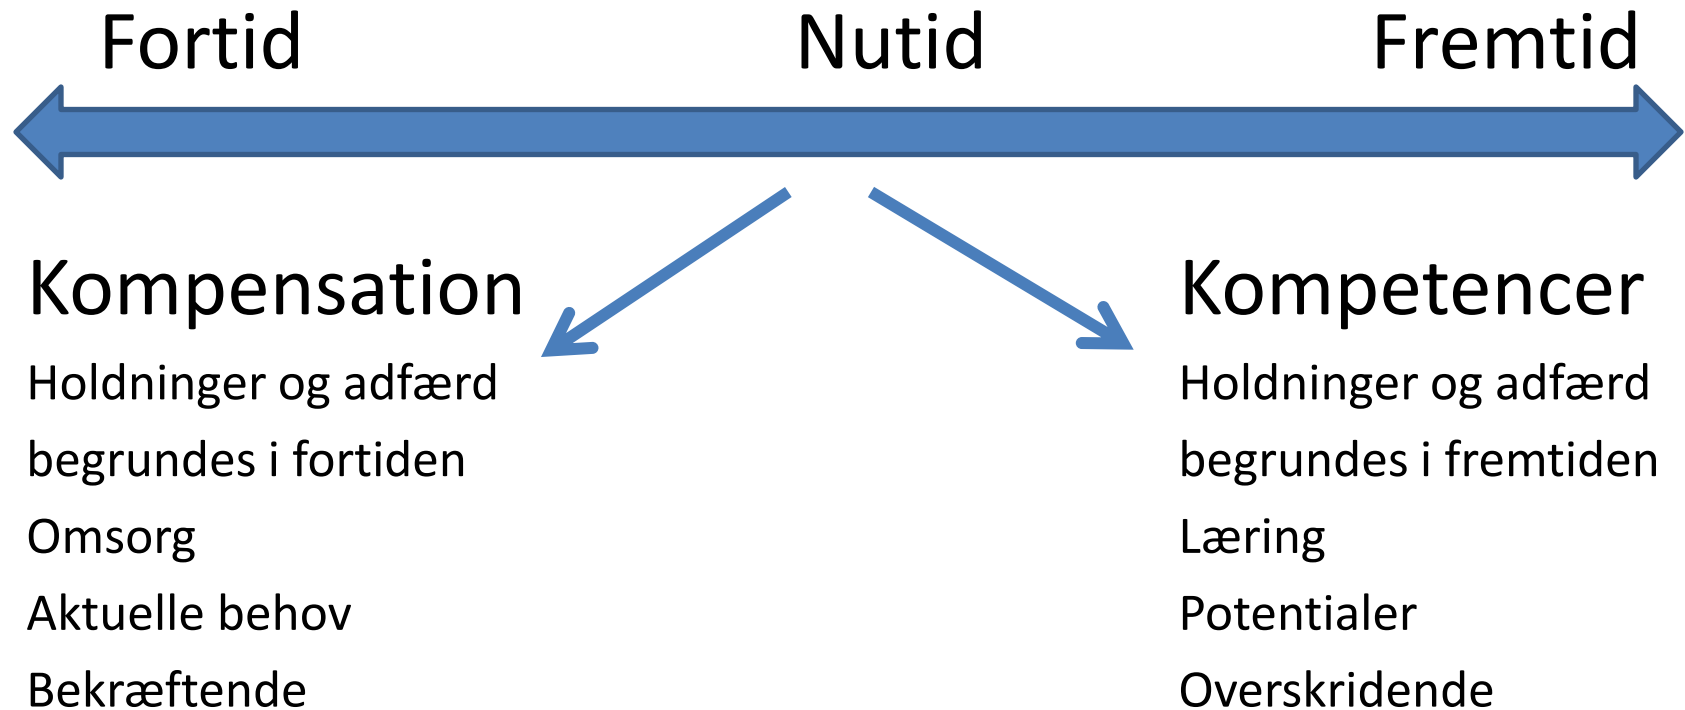 Fortid
Nutid
Fremtid
Kompensation
Holdninger og adfærd
begrundes i fortiden
Omsorg
Aktuelle behov
Bekræftende
Kompetencer
Holdninger og adfærd
begrundes i fremtiden
Læring
Potentialer
Overskridende